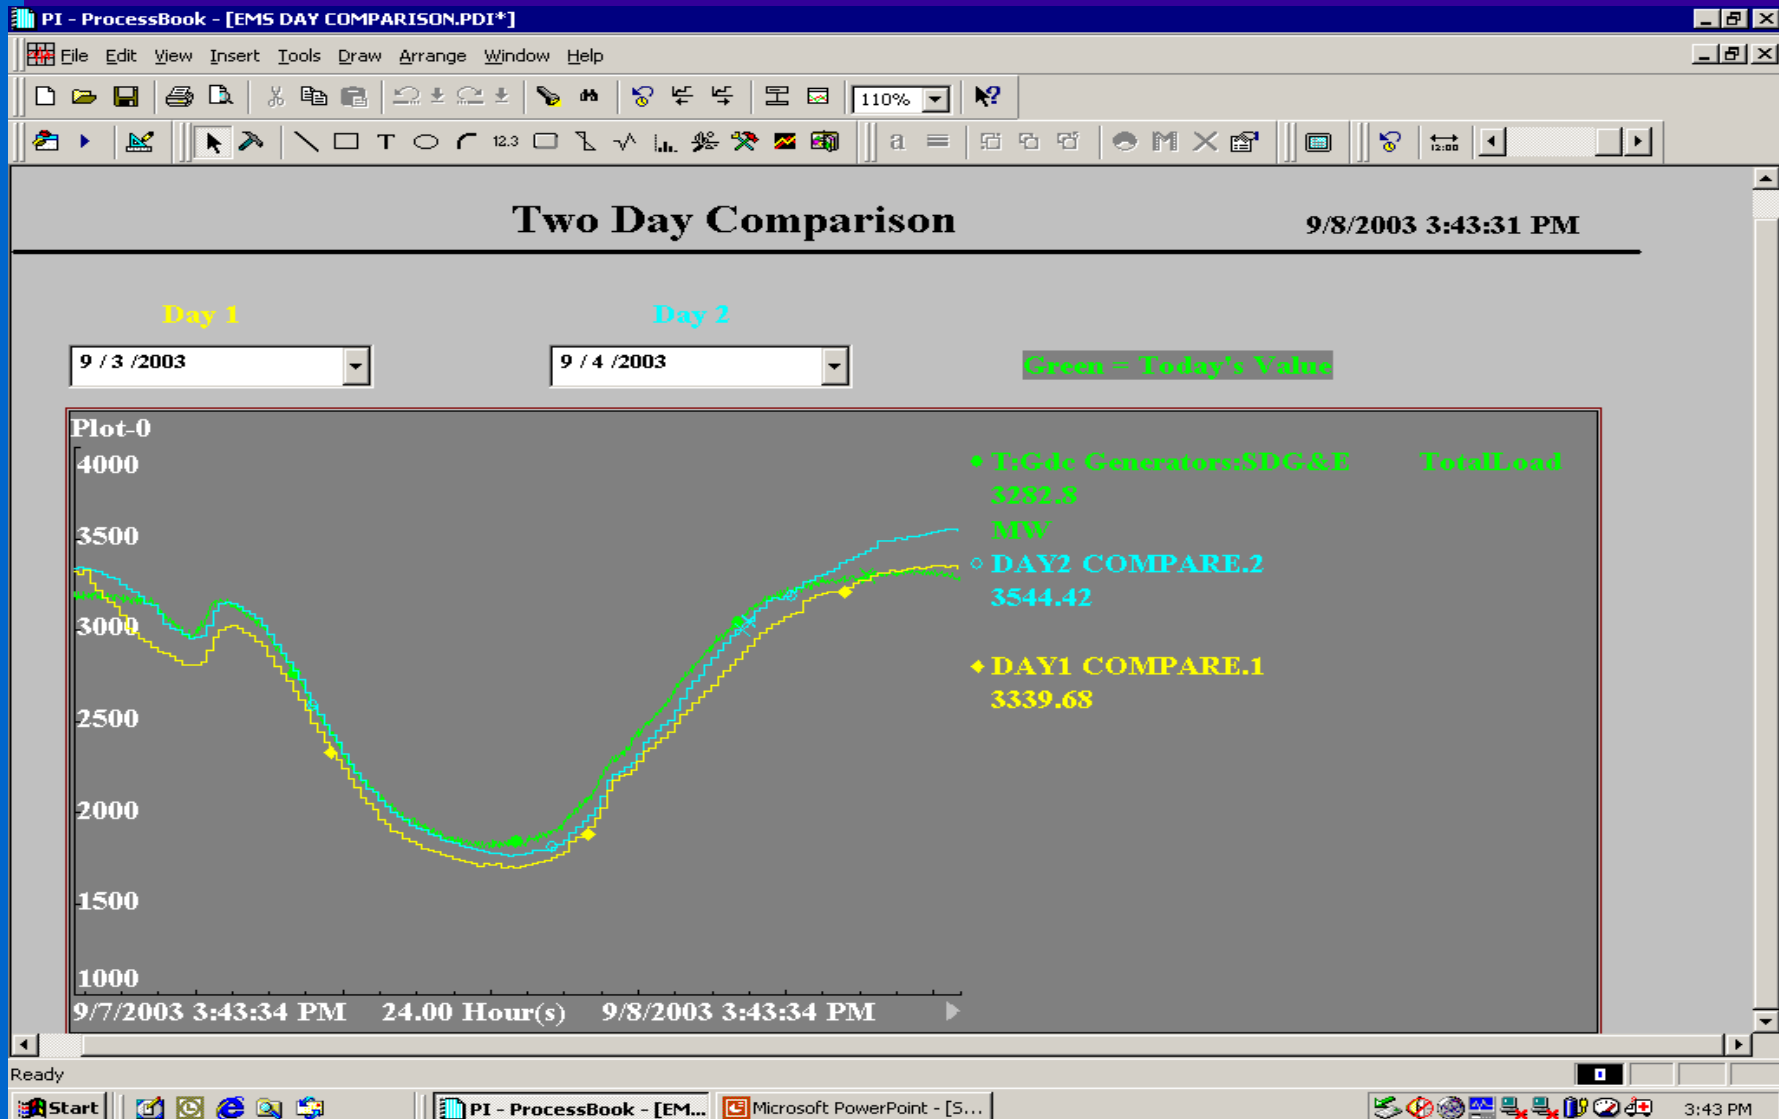 PI - ProcessBook - [EMS DAY COMPARISON.PDI*]
File Edit View Insert Tools Draw Arrange Window Help
110%
T 12.3 a 12:00
Two Day Comparison
9/8/2003 3:43:31 PM
Day 1
Day 2
9 / 3 /2003
9 / 4 /2003
Green = Today's Value
Plot-0
4000
3500
3000
2500
2000
1500
1000
9/7/2003 3:43:34 PM 24.00 Hour(s) 9/8/2003 3:43:34 PM
T:Gdc Generators:SDG&E TotalLoad
3282.8
MW
DAY2 COMPARE.2
3544.42
DAY1 COMPARE.1
3339.68
Ready
Start
PI - ProcessBook - [EM...
Microsoft PowerPoint - [S...
3:43 PM